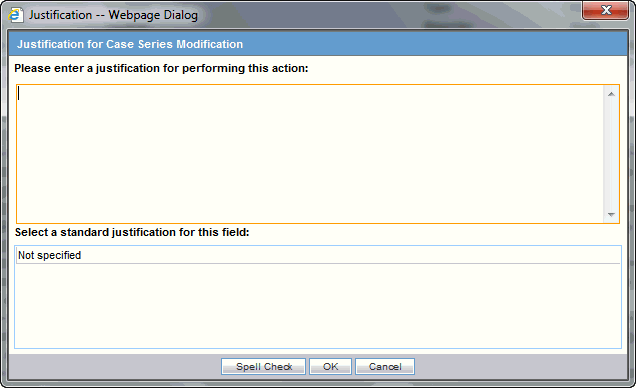 Justification -- Webpage Dialog
Justification for Case Series Modification
Please enter a justification for performing this action:
Select a standard justification for this field:
Not specified
Spell Check OK Cancel